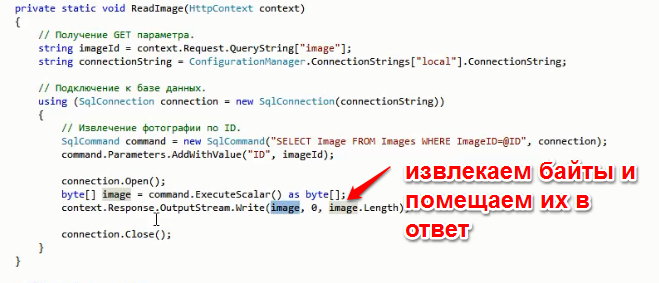 private static void ReadImage(HttpContext context)
{
// Получение GET параметра.
string imageId = context.Request.QueryString["image"];
string connectionString = ConfigurationManager.ConnectionStrings["local"].ConnectionString;
// Подключение к базе данных.
using (SqlConnection connection = new SqlConnection(connectionString))
{
// Извлечение фотографии по ID.
SqlCommand command = new SqlCommand("SELECT Image FROM Images WHERE ImageID=@ID", connection);
command.Parameters.AddWithValue("ID", imageId);
connection.Open();
byte[] image = command.ExecuteScalar() as byte[];
context.Response.OutputStream.Write(image, 0, image.Length)
connection.Close();
}
}
извлекаем байты и
помещаем их в
ответ